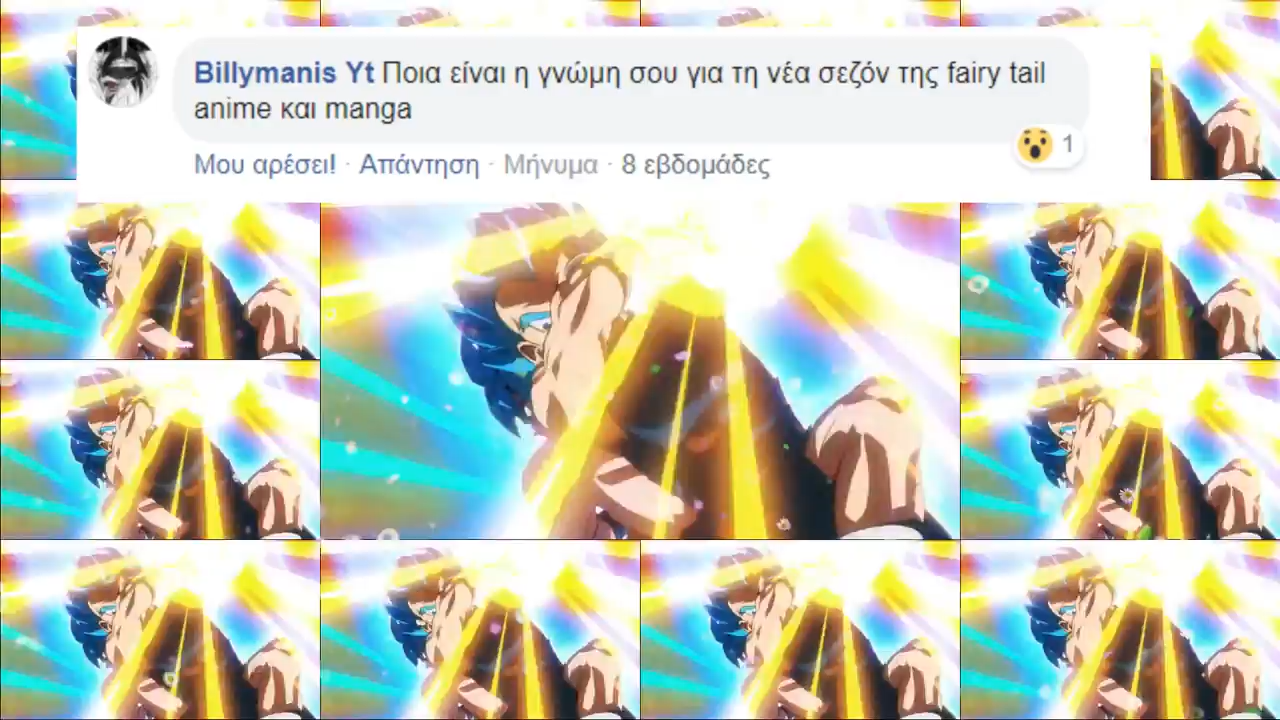 Billymanis Yt Ποια είναι η γνώμη σου για τη νέα σεζόν της fairy tail
anime και manga
1
Μου αρέσει! · Απάντηση · Μήνυμα · 8 εβδομάδες